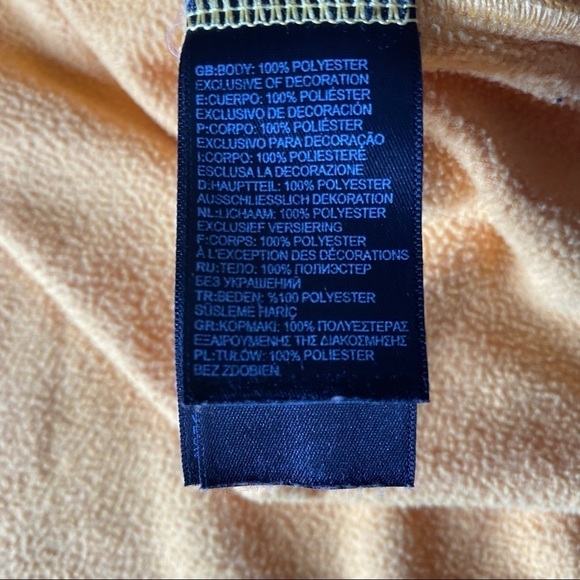 GB:BODY: 100% POLYESTER
EXCLUSIVE OF DECORATION
E:CUERPO: 100% POLIÉSTER
EXCLUSIVO DE DECORACIÓN
P:CORPO: 100% POLIÉSTER
EXCLUSIVO PARA DECORAÇÃO
I:CORPO: 100% POLIESTERE
ESCLUSA LA DECORAZIONE
D:HAUPTTEIL: 100% POLYESTER
AUSSCHLIESSLICH DEKORATION
NL:LICHAAM: 100% POLYESTER
EXCLUSIEF VERSIERING
F:CORPS: 100% POLYESTER
À L'EXCEPTION DES DÉCORATIONS
RU:ТЕЛО: 100% ПОЛИЭСТЕР
БЕЗ УКРАШЕНИЙ
TR:BEDEN: %100 POLYESTER
SÜSLEME HARİÇ
GR:ΚΟΡΜΑΚΙ: 100% ΠΟΛΥΕΣΤΕΡΑΣ
ΕΞΑΙΡΟΥΜΕΝΗΣ ΤΗΣ ΔΙΑΚΟΣΜΗΣΗΣ
PL:TUŁÓW: 100% POLIESTER
BEZ ZDOBIEŃ